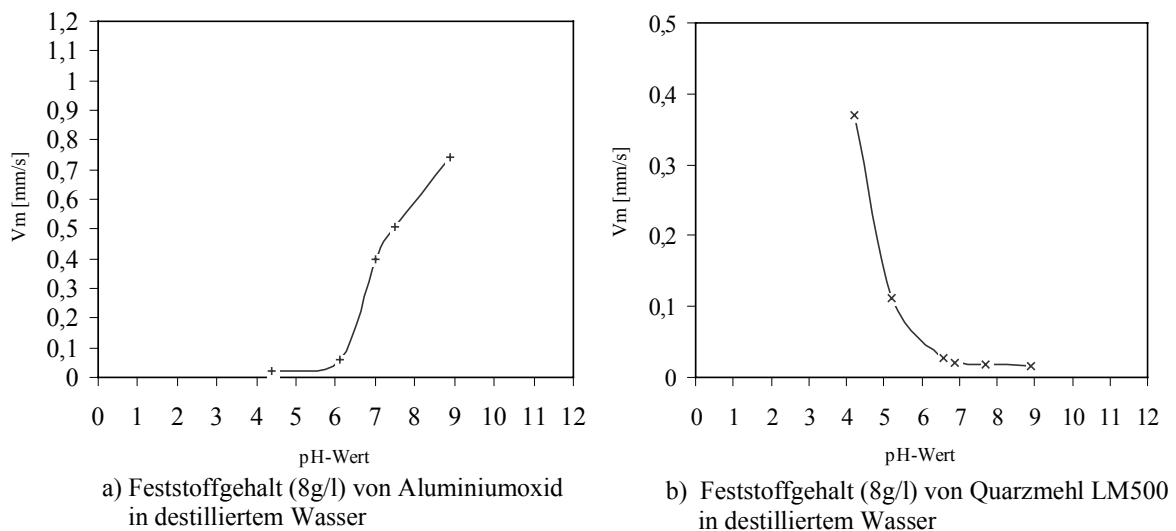 1,2
1,1
1
0,9
0,8
0,7
0,6
0,5
0,4
0,3
0,2
0,1
0
Vm [mm/s]
0 1 2 3 4 5 6 7 8 9 10 11 12
pH-Wert
a) Feststoffgehalt (8g/l) von Aluminiumoxid
in destilliertem Wasser
0,5
0,4
0,3
0,2
0,1
0
Vm [mm/s]
0 1 2 3 4 5 6 7 8 9 10 11 12
pH-Wert
b) Feststoffgehalt (8g/l) von Quarzmehl LM500
in destilliertem Wasser